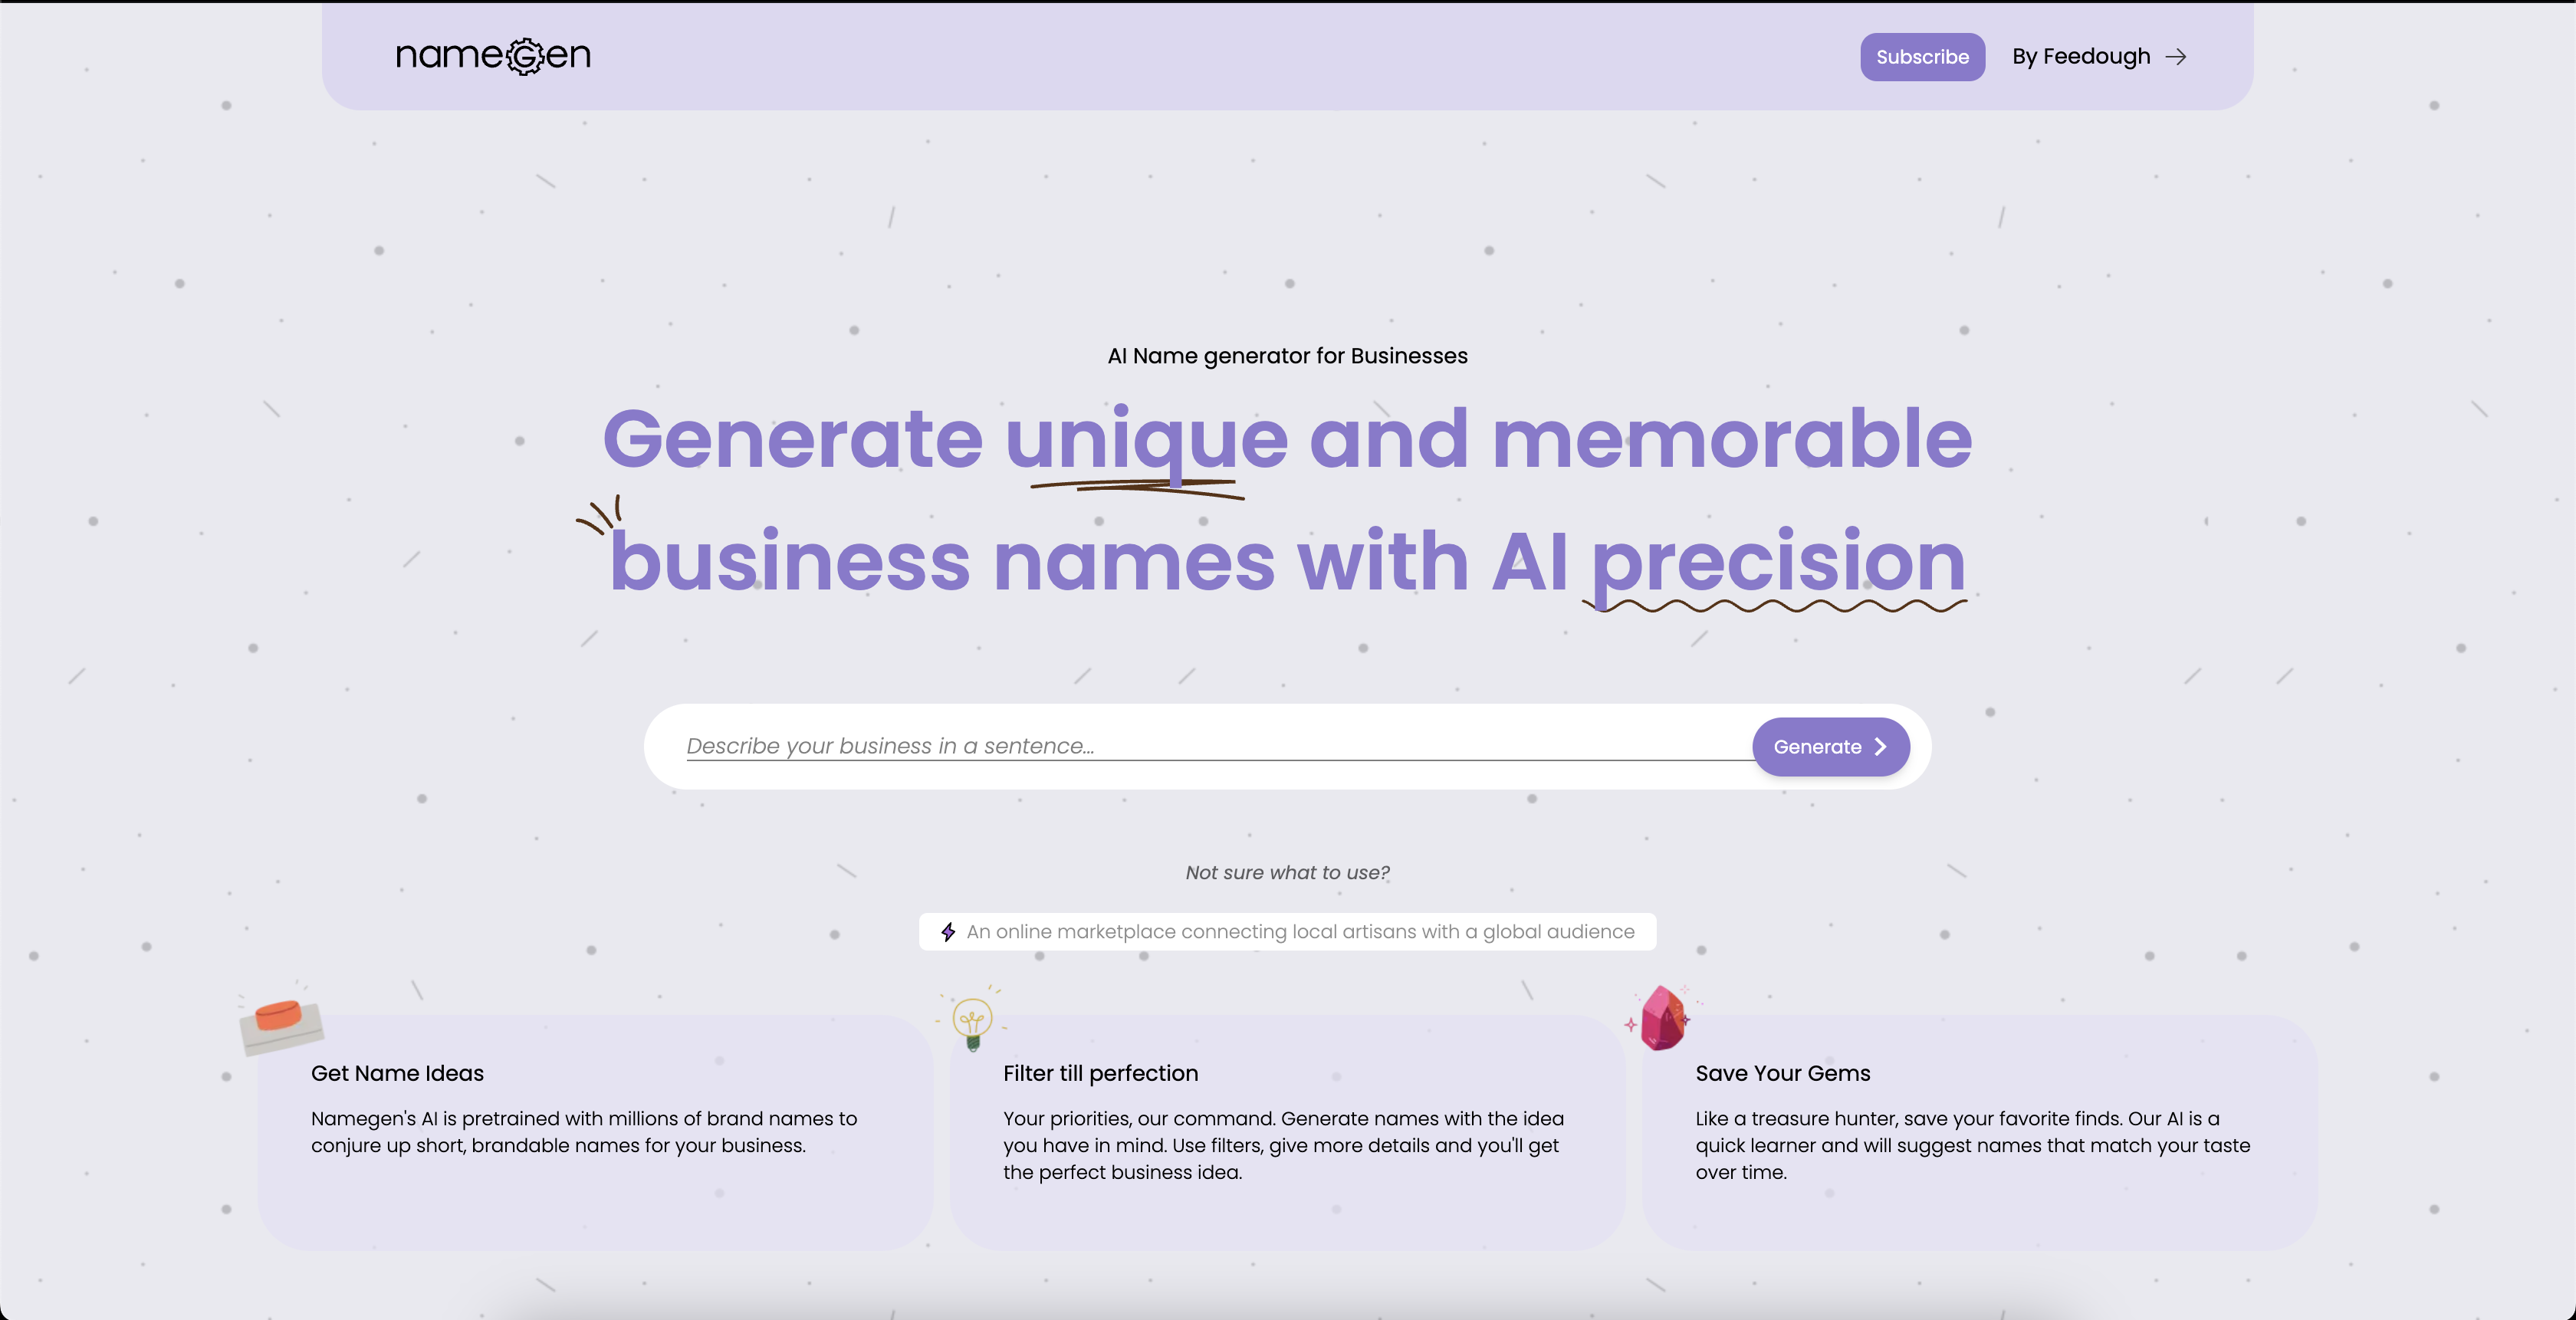 nameGen
Subscribe
By Feedough
AI Name generator for Businesses
Generate unique and memorable
business names with AI precision
Describe your business in a sentence...
Generate
Not sure what to use?
An online marketplace connecting local artisans with a global audience
Get Name Ideas
Namegen's AI is pretrained with millions of brand names to
conjure up short, brandable names for your business.
Filter till perfection
Your priorities, our command. Generate names with the idea
you have in mind. Use filters, give more details and you'll get
the perfect business idea.
Save Your Gems
Like a treasure hunter, save your favorite finds. Our AI is a
quick learner and will suggest names that match your taste
over time.